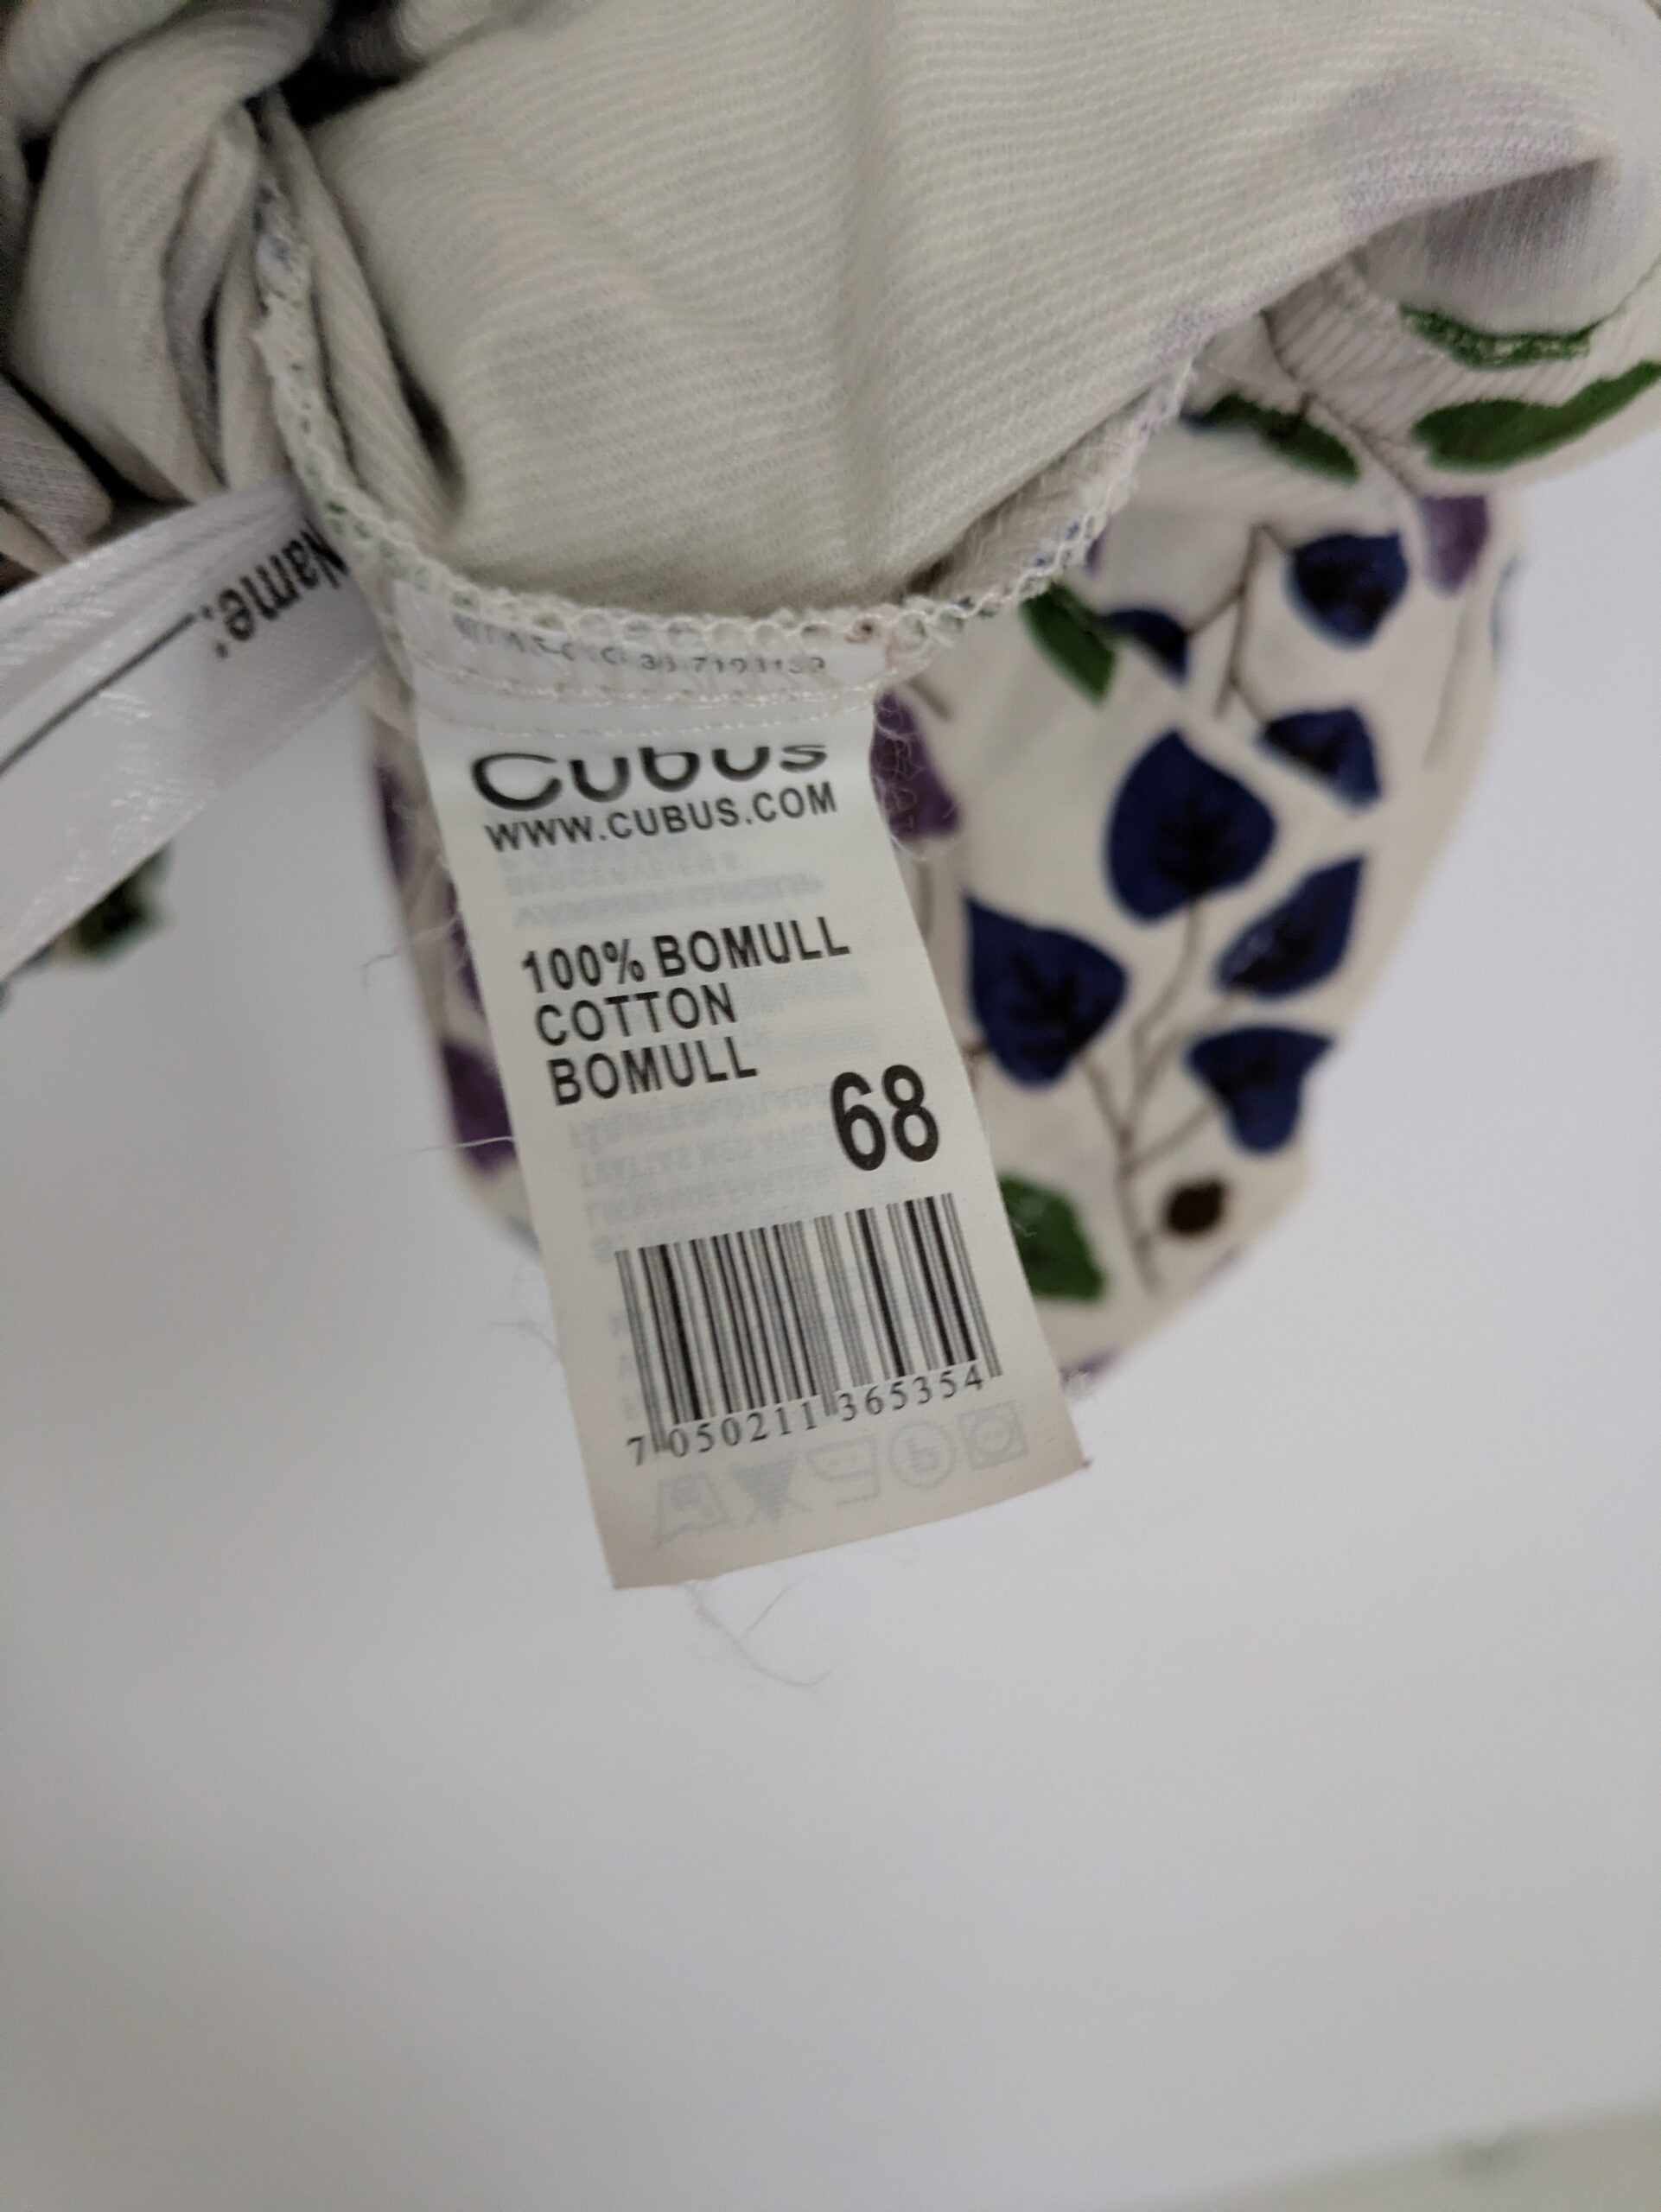 Name:
Cubus
WWW.CUBUS.COM
100% BOMULL
COTTON
BOMULL
68
7 050211 365354